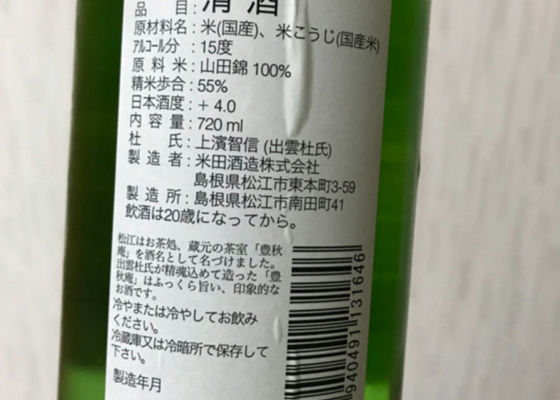 品目：清酒
原材料名：米(国産)、米こうじ(国産米)
アルコール分：15度
原料米：山田錦 100%
精米歩合：55%
日本酒度：+ 4.0
内容量：720 ml
杜氏：上濱智信 (出雲杜氏)
製造者：米田酒造株式会社
島根県松江市東本町3-59
製造所：島根県松江市南田町41
飲酒は20歳になってから。
松江はお茶処、蔵元の茶室「豊秋
庵」を酒名として名づけました。
出雲杜氏が精魂込めて造った「豊
秋庵」はふっくら旨い、印象的な
お酒です。
冷やまたは冷やしてお飲み
ください。
冷蔵庫又は冷暗所で保存して
下さい。
製造年月
940491 131646